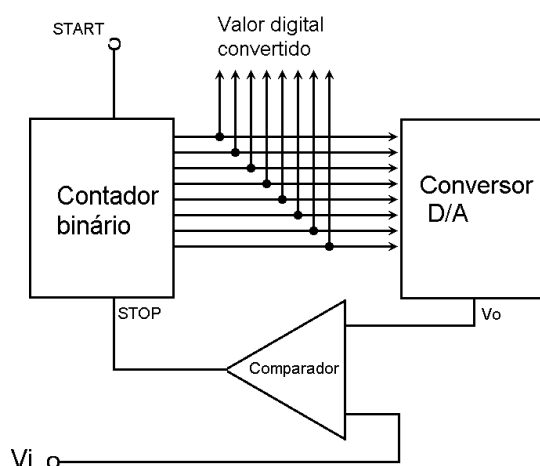 START
Valor digital
convertido
Contador
binário
Conversor
D/A
STOP
Vo
Comparador
Vi